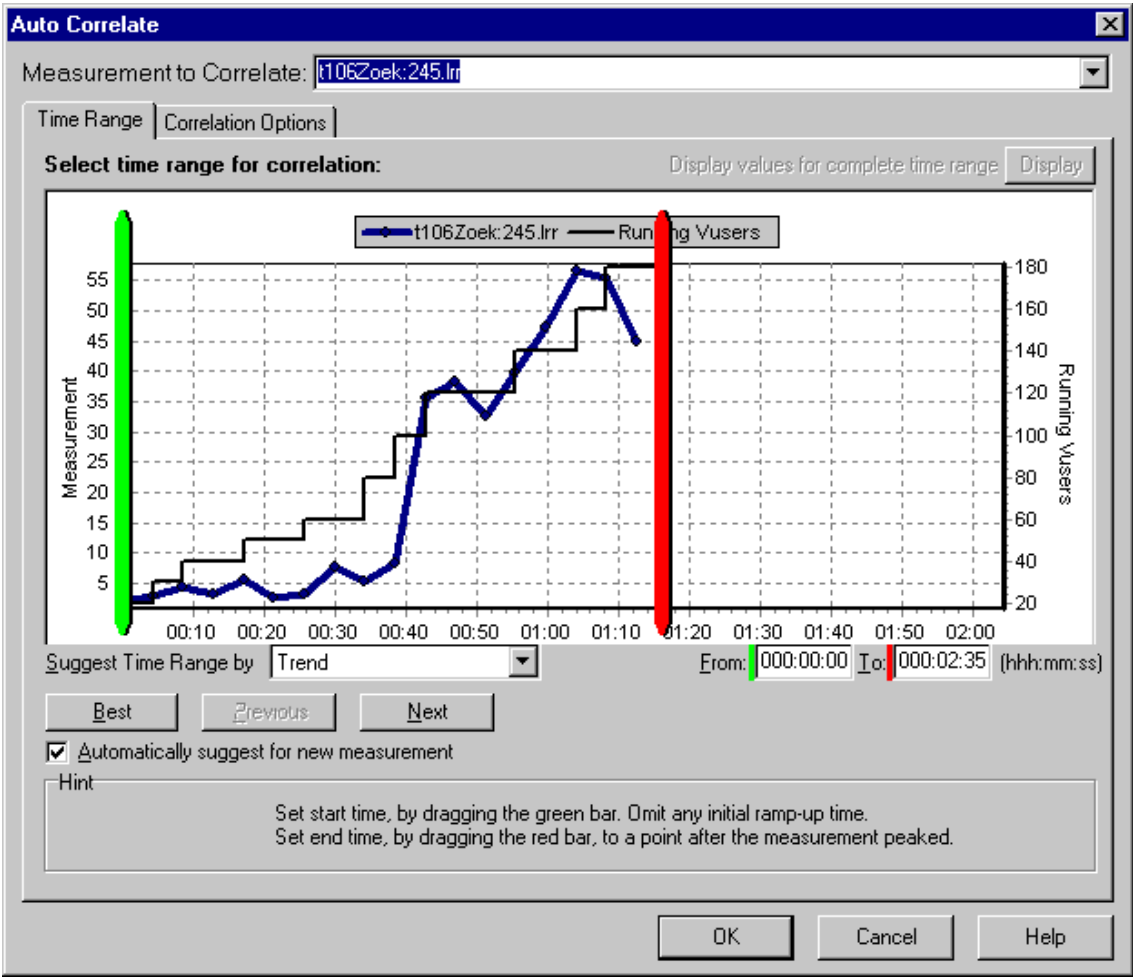 Auto Correlate
Measurement to Correlate: t106Zoek:245.lrr
Time Range Correlation Options
Select time range for correlation: Display values for complete time range Display
t106Zoek:245.lrr Running Vusers
55
50
45
40
35
30
25
20
15
10
5
Measurement
180
160
140
120
100
80
60
40
20
Running Vusers
00:10 00:20 00:30 00:40 00:50 01:00 01:10 01:20 01:30 01:40 01:50 02:00
Suggest Time Range by Trend From: 000:00:00 To: 000:02:35 (hhh:mm:ss)
Best Previous Next
Automatically suggest for new measurement
Hint
Set start time, by dragging the green bar. Omit any initial ramp-up time.
Set end time, by dragging the red bar, to a point after the measurement peaked.
OK Cancel Help